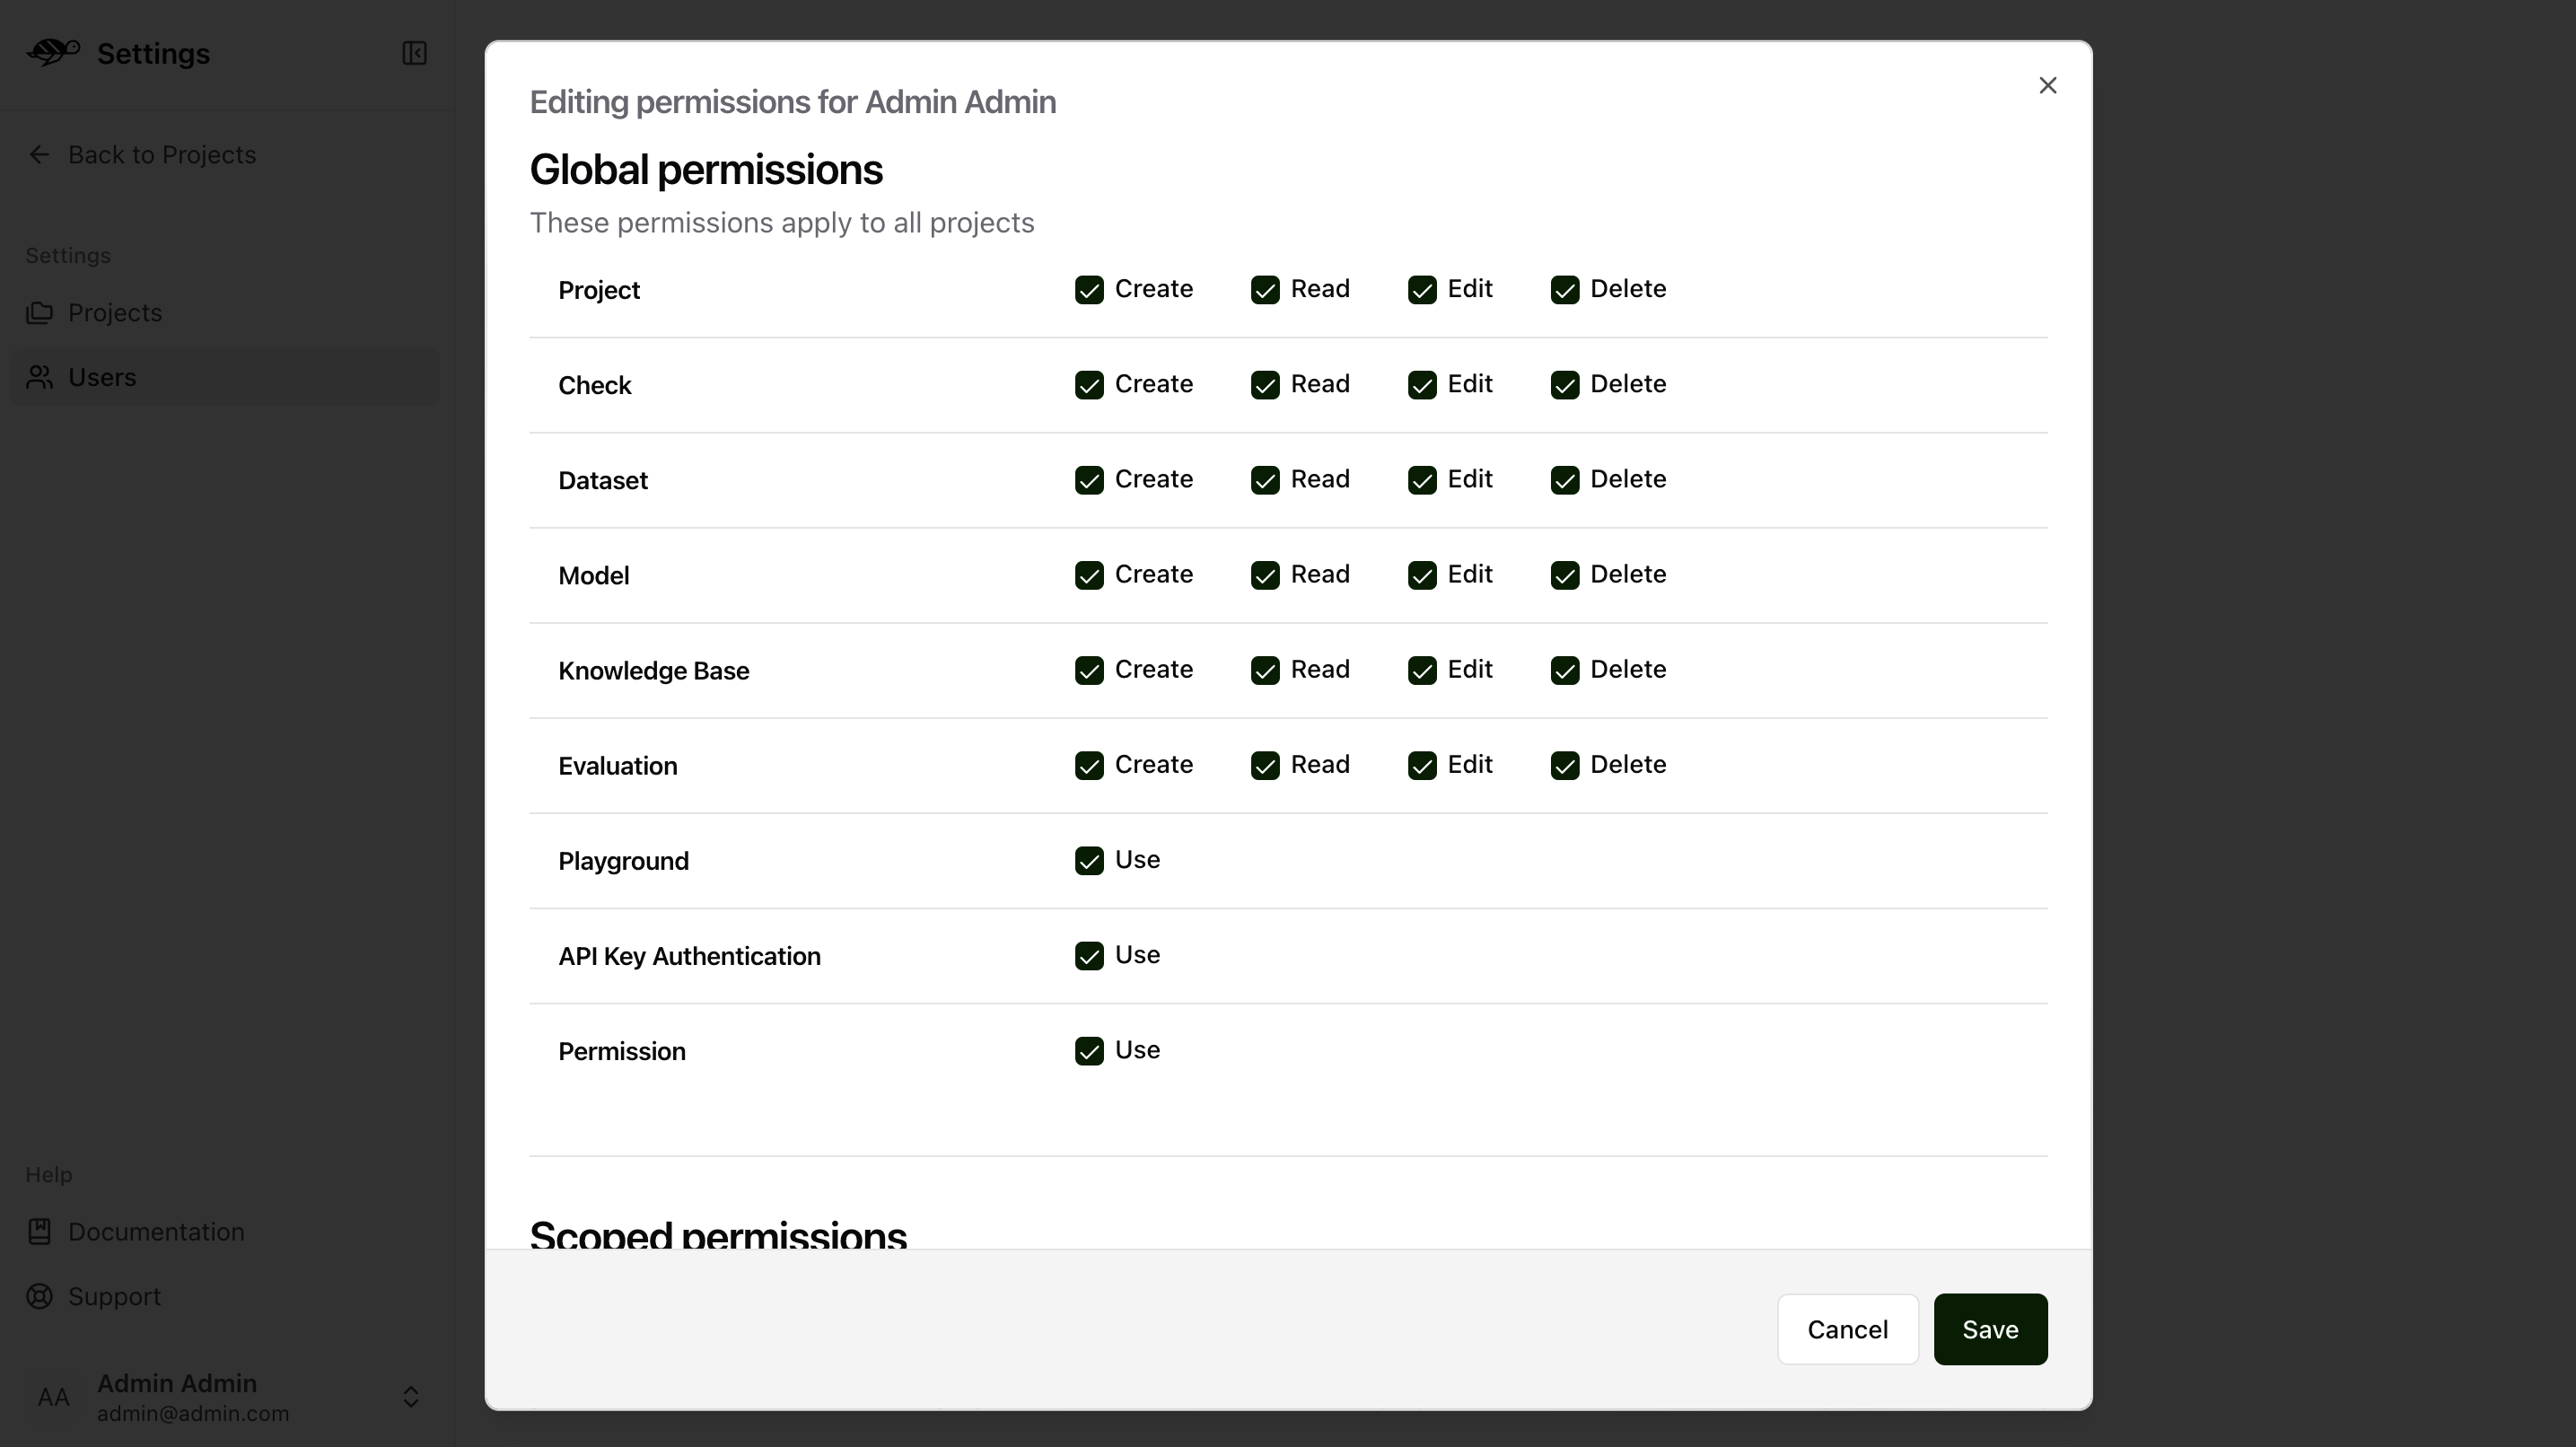 Settings
Back to Projects
Settings
Projects
Users
Help
Documentation
Support
AA
Admin Admin
admin@admin.com
Editing permissions for Admin Admin
Global permissions
These permissions apply to all projects
Project Create Read Edit Delete
Check Create Read Edit Delete
Dataset Create Read Edit Delete
Model Create Read Edit Delete
Knowledge Base Create Read Edit Delete
Evaluation Create Read Edit Delete
Playground Use
API Key Authentication Use
Permission Use
Scoped permissions
Cancel Save